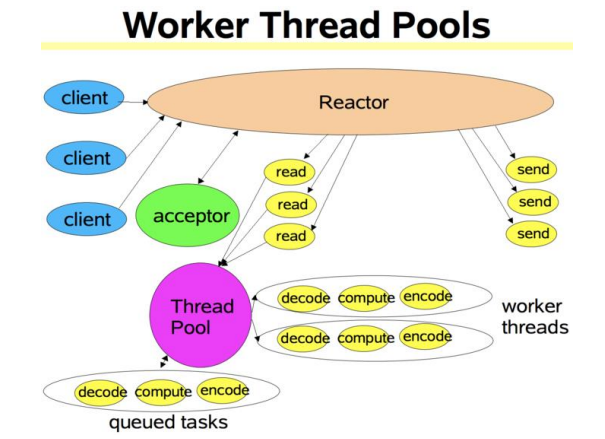 Worker Thread Pools
client
Reactor
client
client
acceptor
read
read
read
send
send
send
Thread
Pool
decode compute encode
decode compute encode
worker
threads
decode compute encode
queued tasks